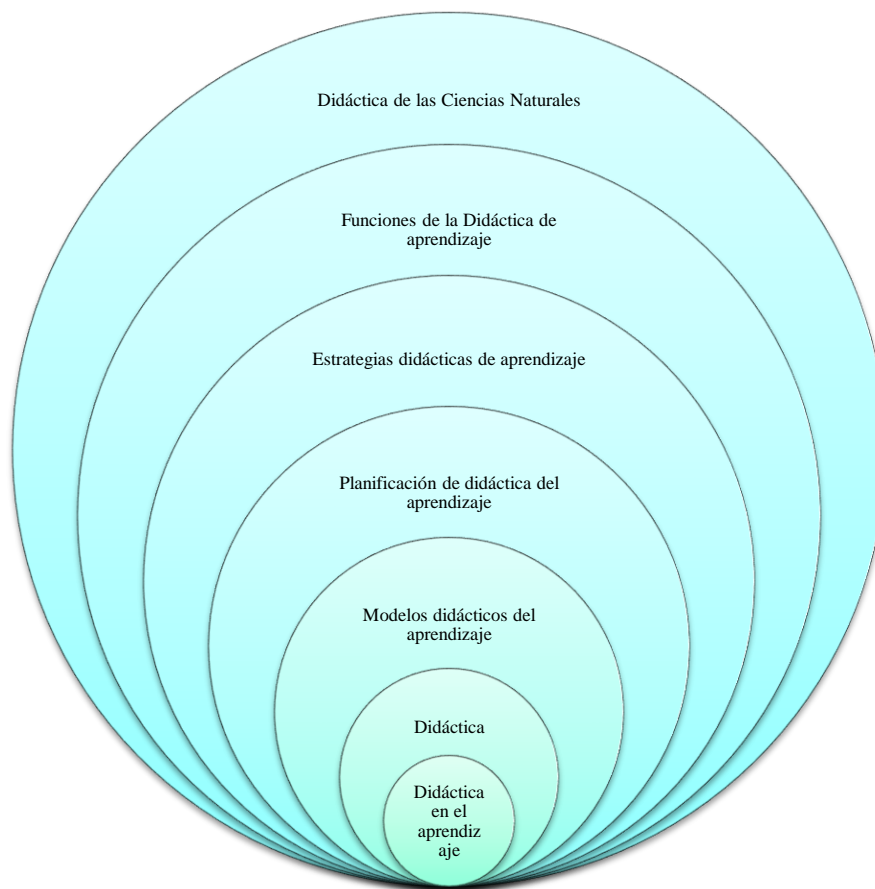 Didáctica de las Ciencias Naturales
Funciones de la Didáctica de
aprendizaje
Estrategias didácticas de aprendizaje
Planificación de didáctica del
aprendizaje
Modelos didácticos del
aprendizaje
Didáctica
Didáctica
en el
aprendiz
aje